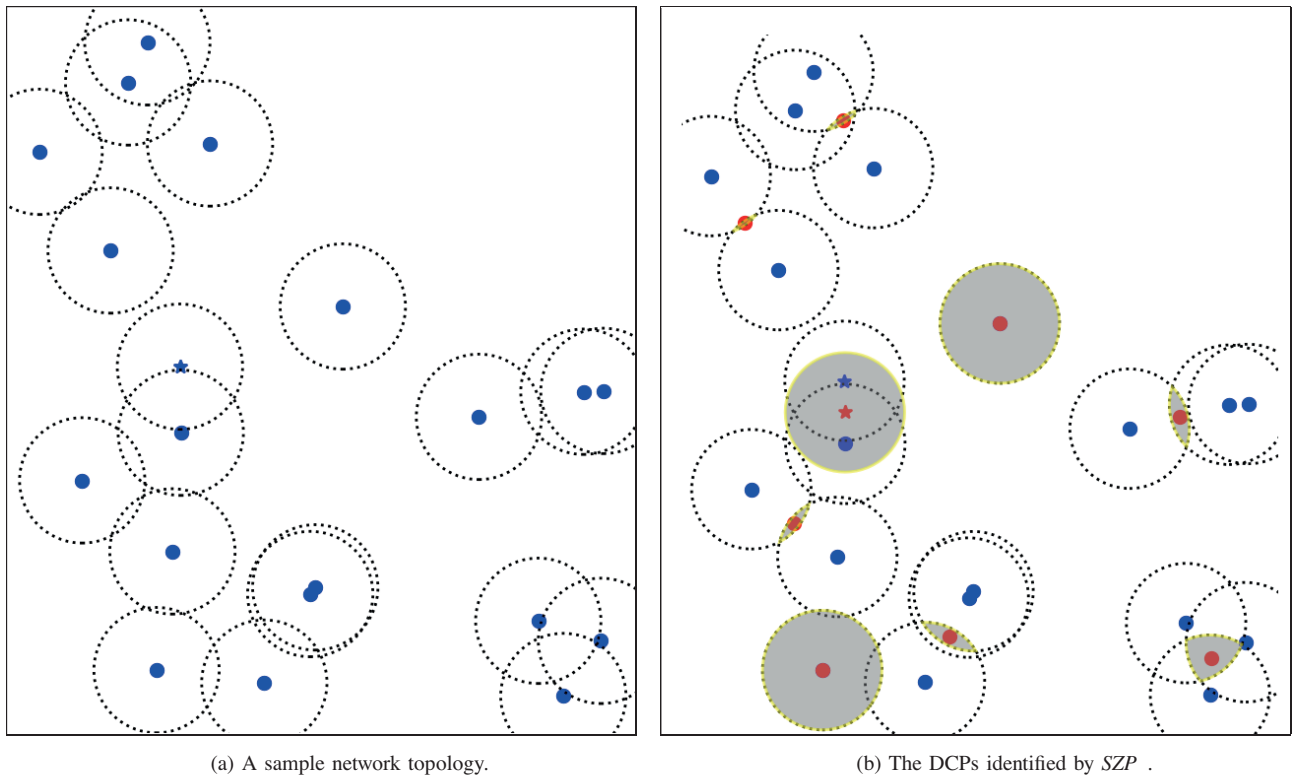 (a) A sample network topology.
(b) The DCPs identified by SZP .